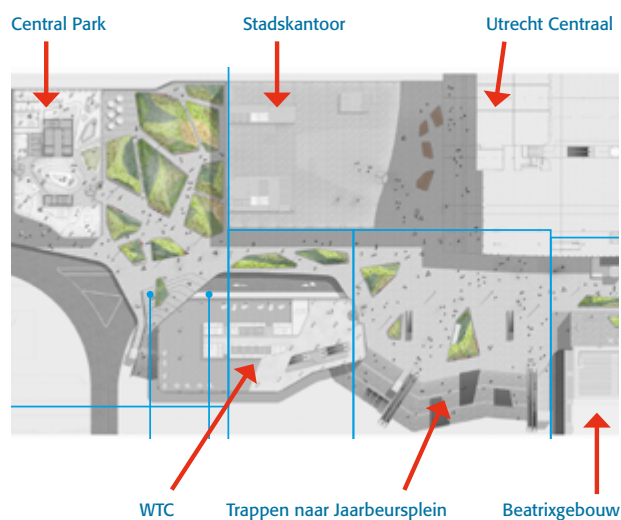 Central Park
Stadskantoor
Utrecht Centraal
WTC
Trappen naar Jaarbeursplein
Beatrixgebouw